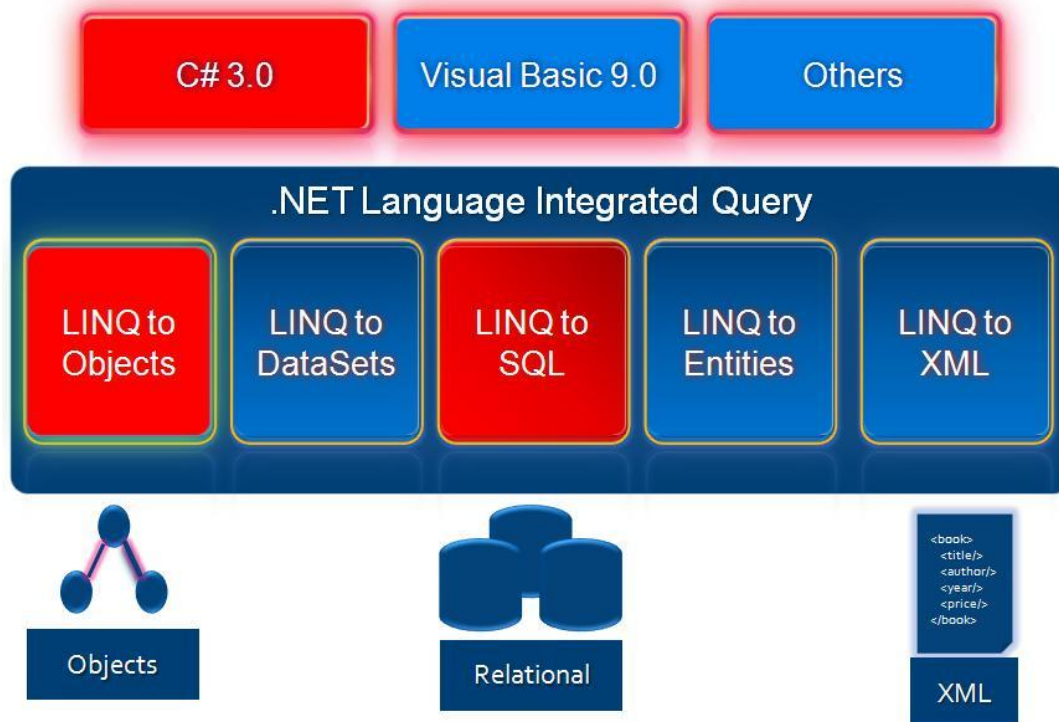 C# 3.0
Visual Basic 9.0
Others
.NET Language Integrated Query
LINQ to
Objects
LINQ to
DataSets
LINQ to
SQL
LINQ to
Entities
LINQ to
XML
Objects
Relational
<book>
<title/>
<author/>
<year/>
<price/>
</book>
XML